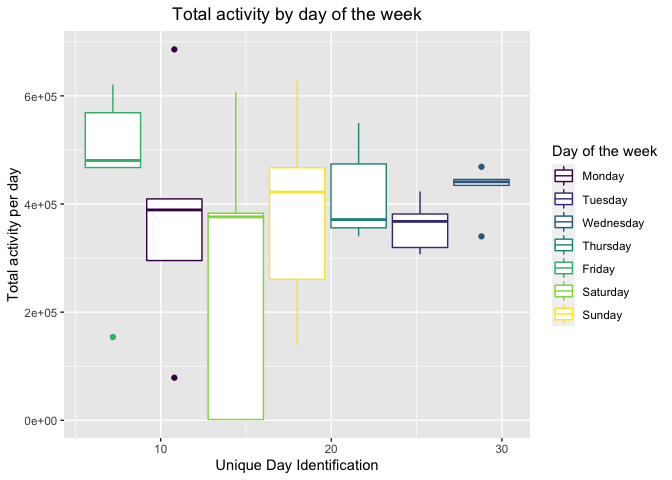 Total activity by day of the week
Total activity per day
6e+05
4e+05
2e+05
0e+00
10
20
30
Unique Day Identification
Day of the week
Monday
Tuesday
Wednesday
Thursday
Friday
Saturday
Sunday